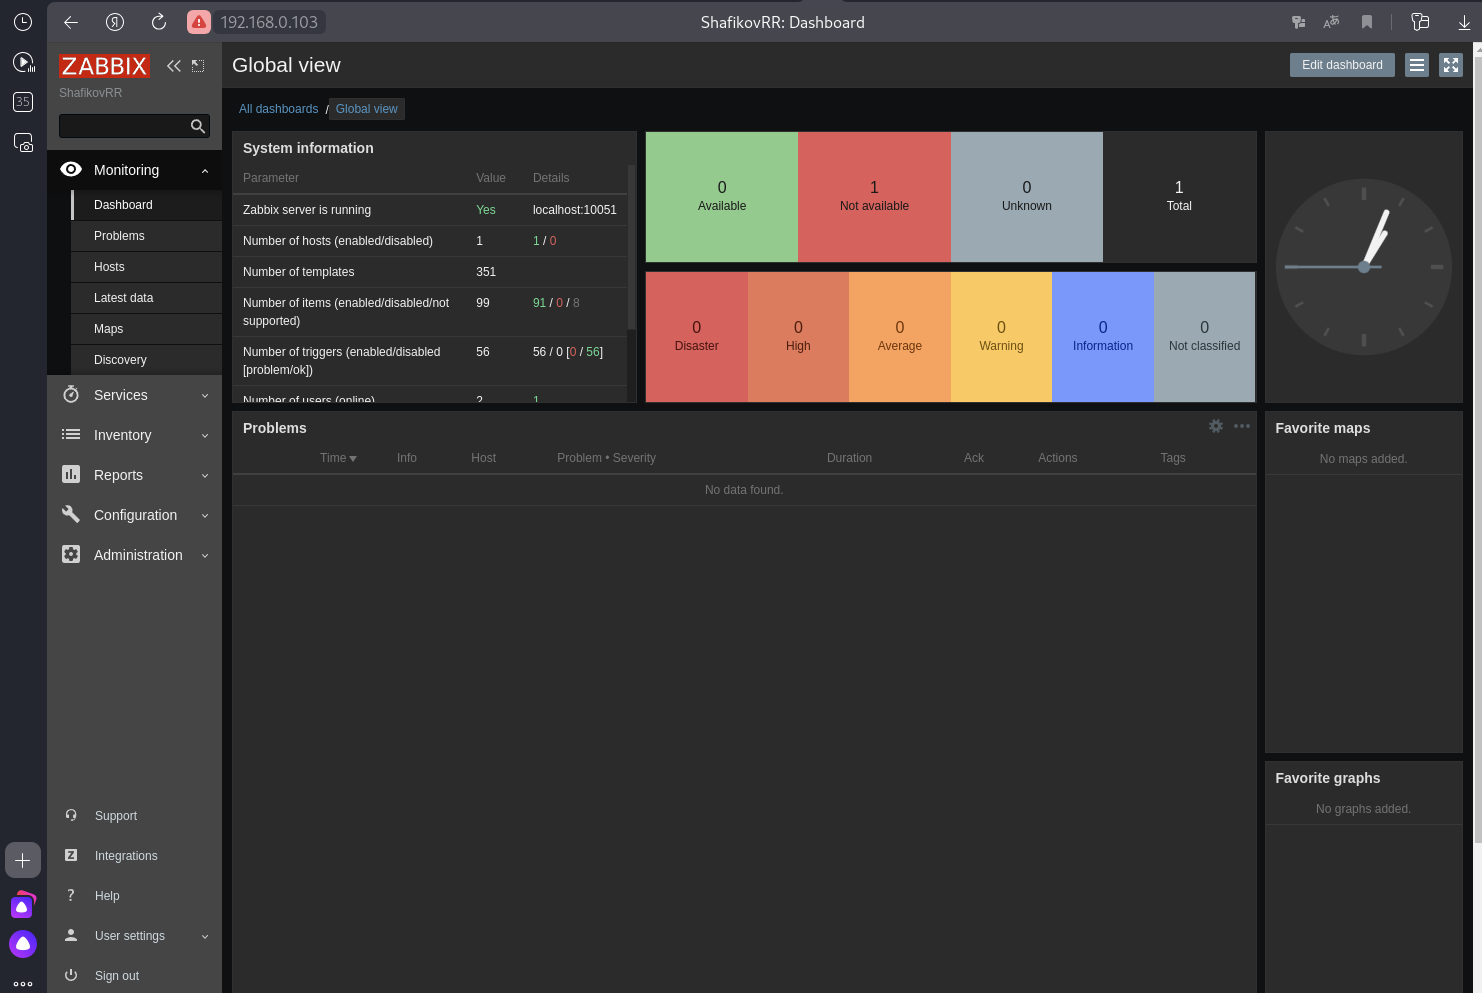 192.168.0.103
ShafikovRR: Dashboard
35
ZABBIX
ShafikovRR
Monitoring
Dashboard
Problems
Hosts
Latest data
Maps
Discovery
Services
Inventory
Reports
Configuration
Administration
Support
Integrations
Help
User settings
Sign out
Global view
Edit dashboard
All dashboards / Global view
System information
Parameter Value Details
Zabbix server is running Yes localhost:10051
Number of hosts (enabled/disabled) 1 1 / 0
Number of templates 351
Number of items (enabled/disabled/not supported) 99 91 / 0 / 8
Number of triggers (enabled/disabled [problem/ok]) 56 56 / 0 [0 / 56]
Number of users (online) 2 1
0 Available
1 Not available
0 Unknown
1 Total
0 Disaster
0 High
0 Average
0 Warning
0 Information
0 Not classified
Problems
Time Info Host Problem • Severity Duration Ack Actions Tags
No data found.
Favorite maps
No maps added.
Favorite graphs
No graphs added.